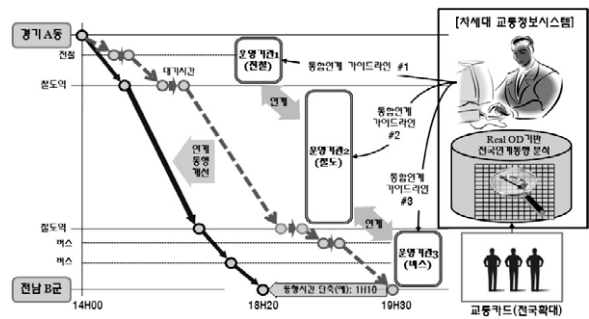 [차세대 교통정보시스템]
경기 A동
전철
철도역
대기시간
운영기관1
(전철)
통합연계 가이드라인 #1
연계
통합연계
가이드라인
#2
운영기관2
(철도)
연계
통행
개선
통합연계
가이드라인
#3
Real OD기반
전국연계통행 분석
철도역
버스
버스
연계
운영기관3
(버스)
전남 B군
통행시간 단축(예): 1H10
14H00
18H20
19H30
교통카드(전국확대)